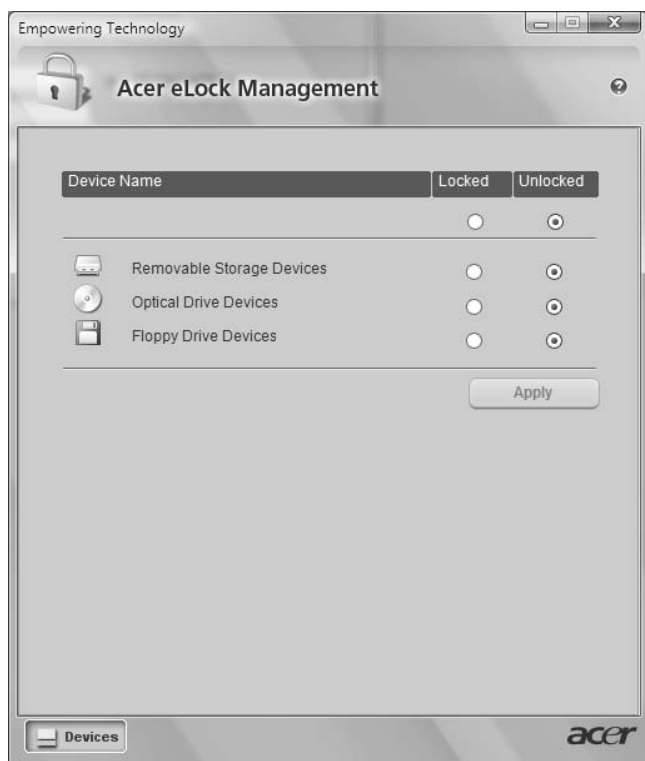 Empowering Technology
Acer eLock Management
Device Name Locked Unlocked
Removable Storage Devices
Optical Drive Devices
Floppy Drive Devices
Apply
Devices
acer